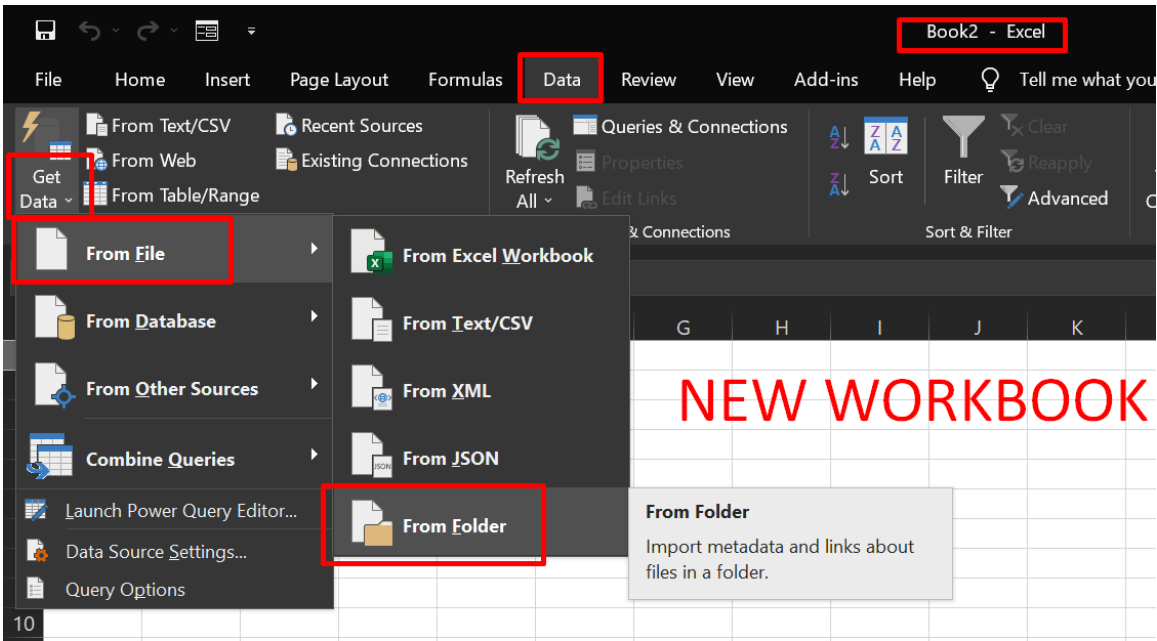 Book2 - Excel
File Home Insert Page Layout Formulas Data Review View Add-ins Help Tell me what you
From Text/CSV Recent Sources Queries & Connections Clear
From Web Existing Connections Properties Reapply
Get Data From Table/Range Refresh All Edit Links Sort Filter Advanced
& Connections Sort & Filter
From File
From Database
From Other Sources
Combine Queries
Launch Power Query Editor...
Data Source Settings...
Query Options
From Excel Workbook
From Text/CSV
From XML
JSON
From JSON
From Folder
From Folder
Import metadata and links about
files in a folder.
G H I J K
NEW WORKBOOK
10